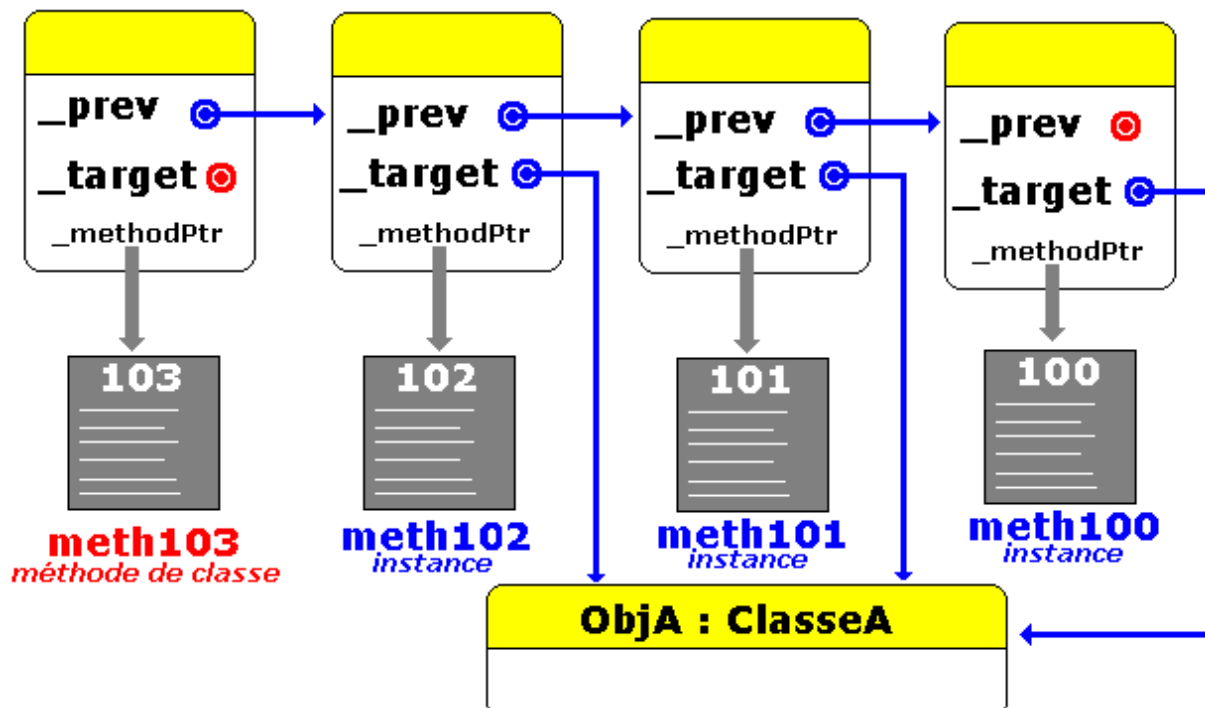 _prev
_target
_methodPtr
_prev
_target
_methodPtr
_prev
_target
_methodPtr
_prev
_target
_methodPtr
103
102
101
100
meth103
méthode de classe
meth102
instance
meth101
instance
meth100
instance
ObjA : ClasseA